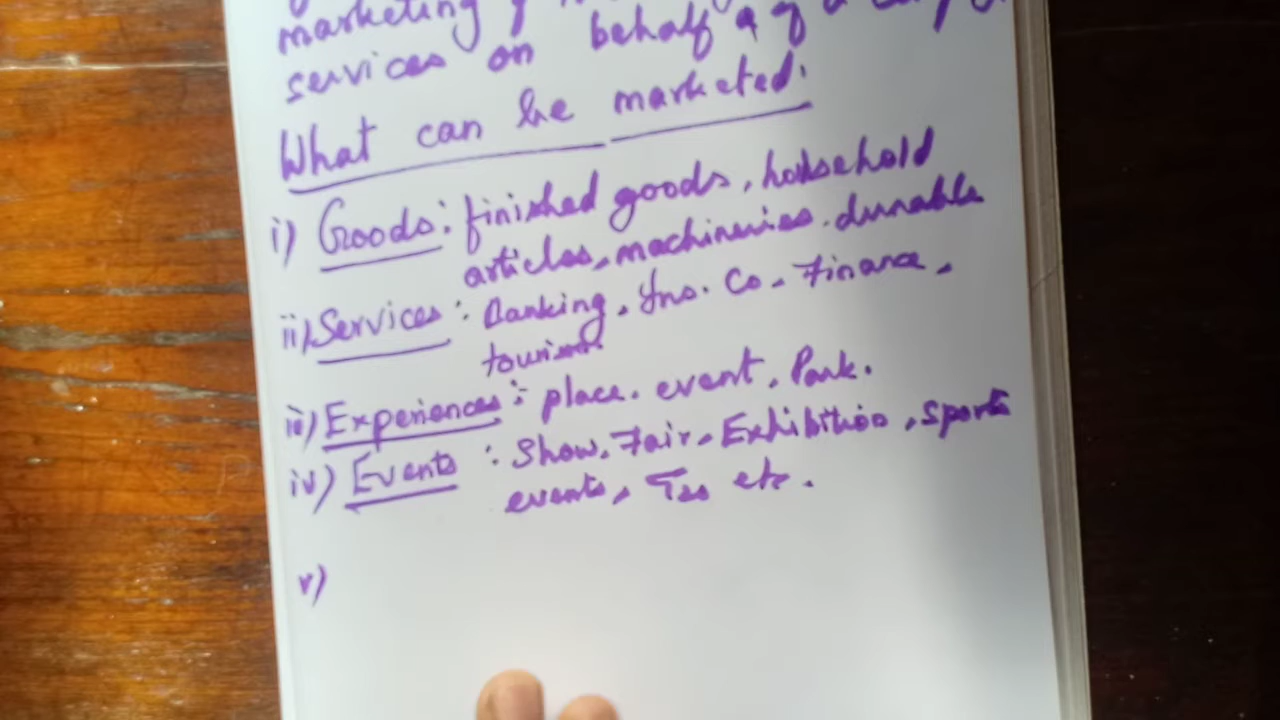 marketing
services on behalf of a
What can be marketed.
i) Goods: finished goods, household
articles, machineries. durable
ii) Services: Banking, Ins. Co. Finance,
tourism.
iii) Experiences: place. event, Park.
iv) Events: Show, Fair, Exhibition, Sports
events, etc.
v)